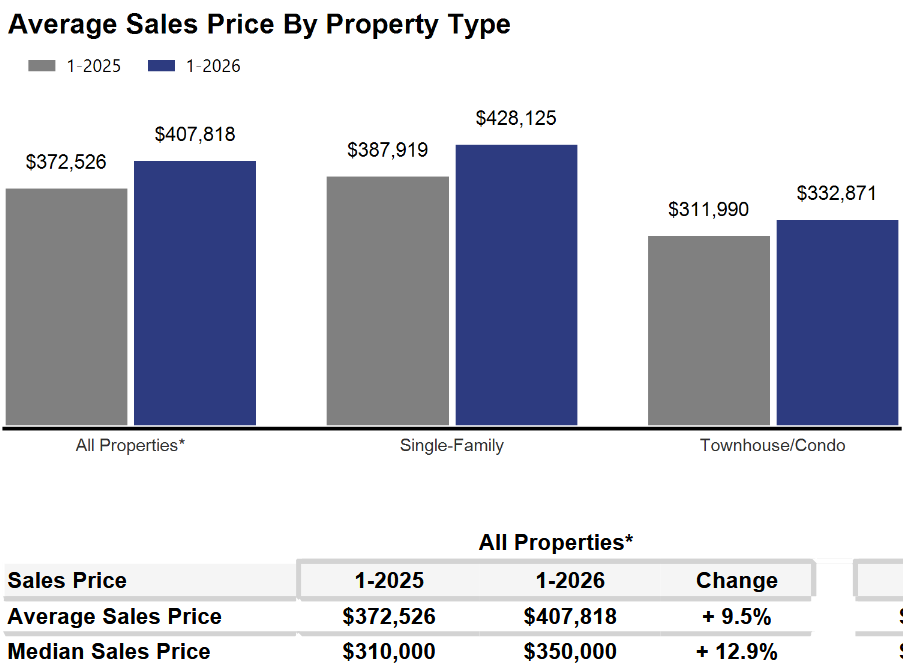 Average Sales Price By Property Type
1-2025 1-2026
$407,818 $428,125
$372,526 $387,919
$311,990 $332,871
All Properties* Single-Family Townhouse/Condo
All Properties*
Sales Price 1-2025 1-2026 Change
Average Sales Price $372,526 $407,818 + 9.5%
Median Sales Price $310,000 $350,000 + 12.9%